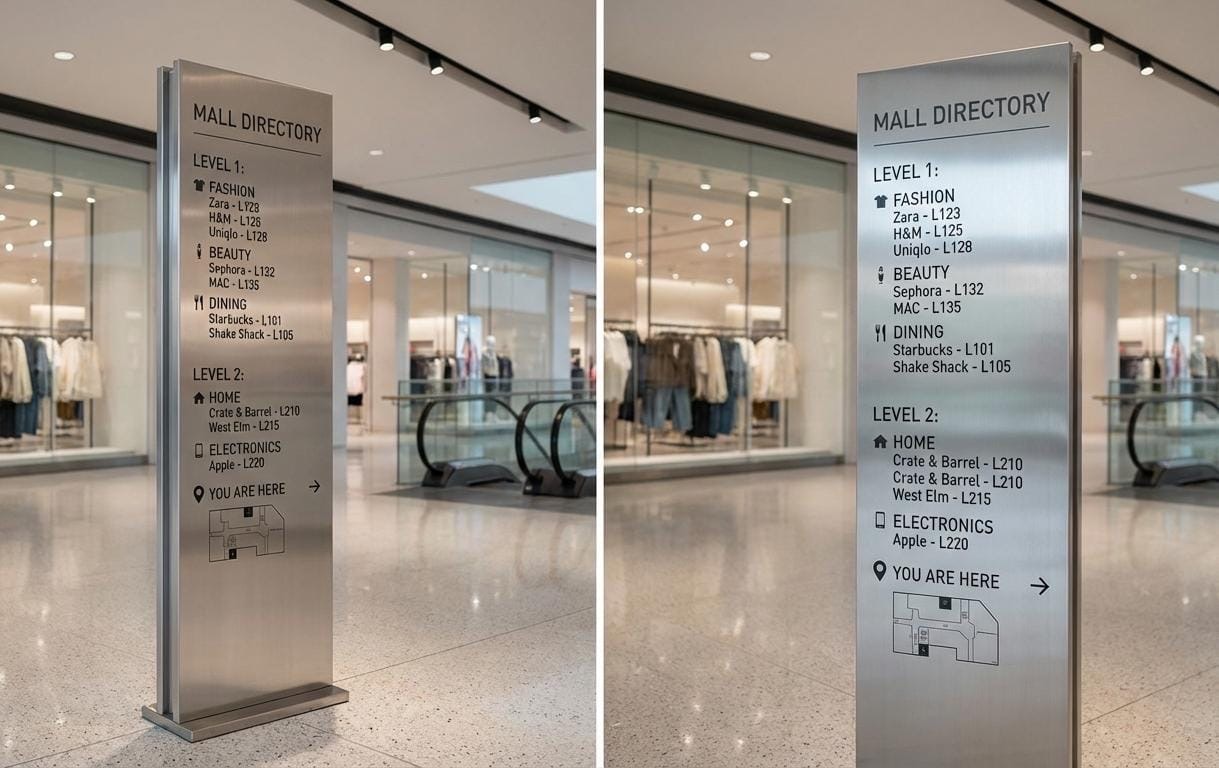 MALL DIRECTORY
LEVEL 1:
FASHION
Zara -
H&M -
Uniqlo - L128
BEAUTY
Sephora - L132
MAC - L135
DINING
Starbucks - L101
Shake Shack - L105
LEVEL 2:
HOME
Crate & Barrel - L210
West Elm - L215
ELECTRONICS
Apple - L220
YOU ARE HERE →
MALL DIRECTORY
LEVEL 1:
FASHION
Zara - L123
H&M - L125
Uniqlo - L128
BEAUTY
Sephora - L132
MAC - L135
DINING
Starbucks - L101
Shake Shack - L105
LEVEL 2:
HOME
Crate & Barrel - L210
Crate & Barrel - L210
West Elm - L215
ELECTRONICS
Apple - L220
YOU ARE HERE →